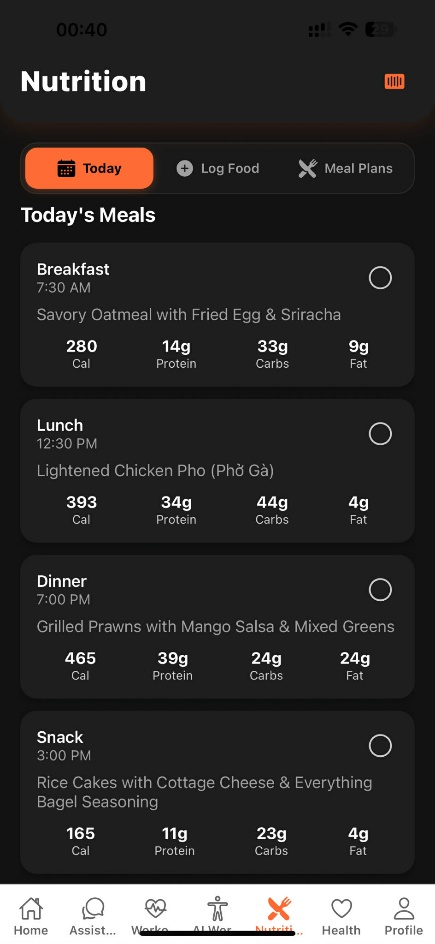 00:40
Nutrition
Today Log Food Meal Plans
Today's Meals
Breakfast
7:30 AM
Savory Oatmeal with Fried Egg & Sriracha
280 14g 33g 9g
Cal Protein Carbs Fat
Lunch
12:30 PM
Lightened Chicken Pho (Phở Gà)
393 34g 44g 4g
Cal Protein Carbs Fat
Dinner
7:00 PM
Grilled Prawns with Mango Salsa & Mixed Greens
465 39g 24g 24g
Cal Protein Carbs Fat
Snack
3:00 PM
Rice Cakes with Cottage Cheese & Everything
Bagel Seasoning
165 11g 23g 4g
Cal Protein Carbs Fat
Home Assist... Worko... AI Wor... Nutriti... Health Profile